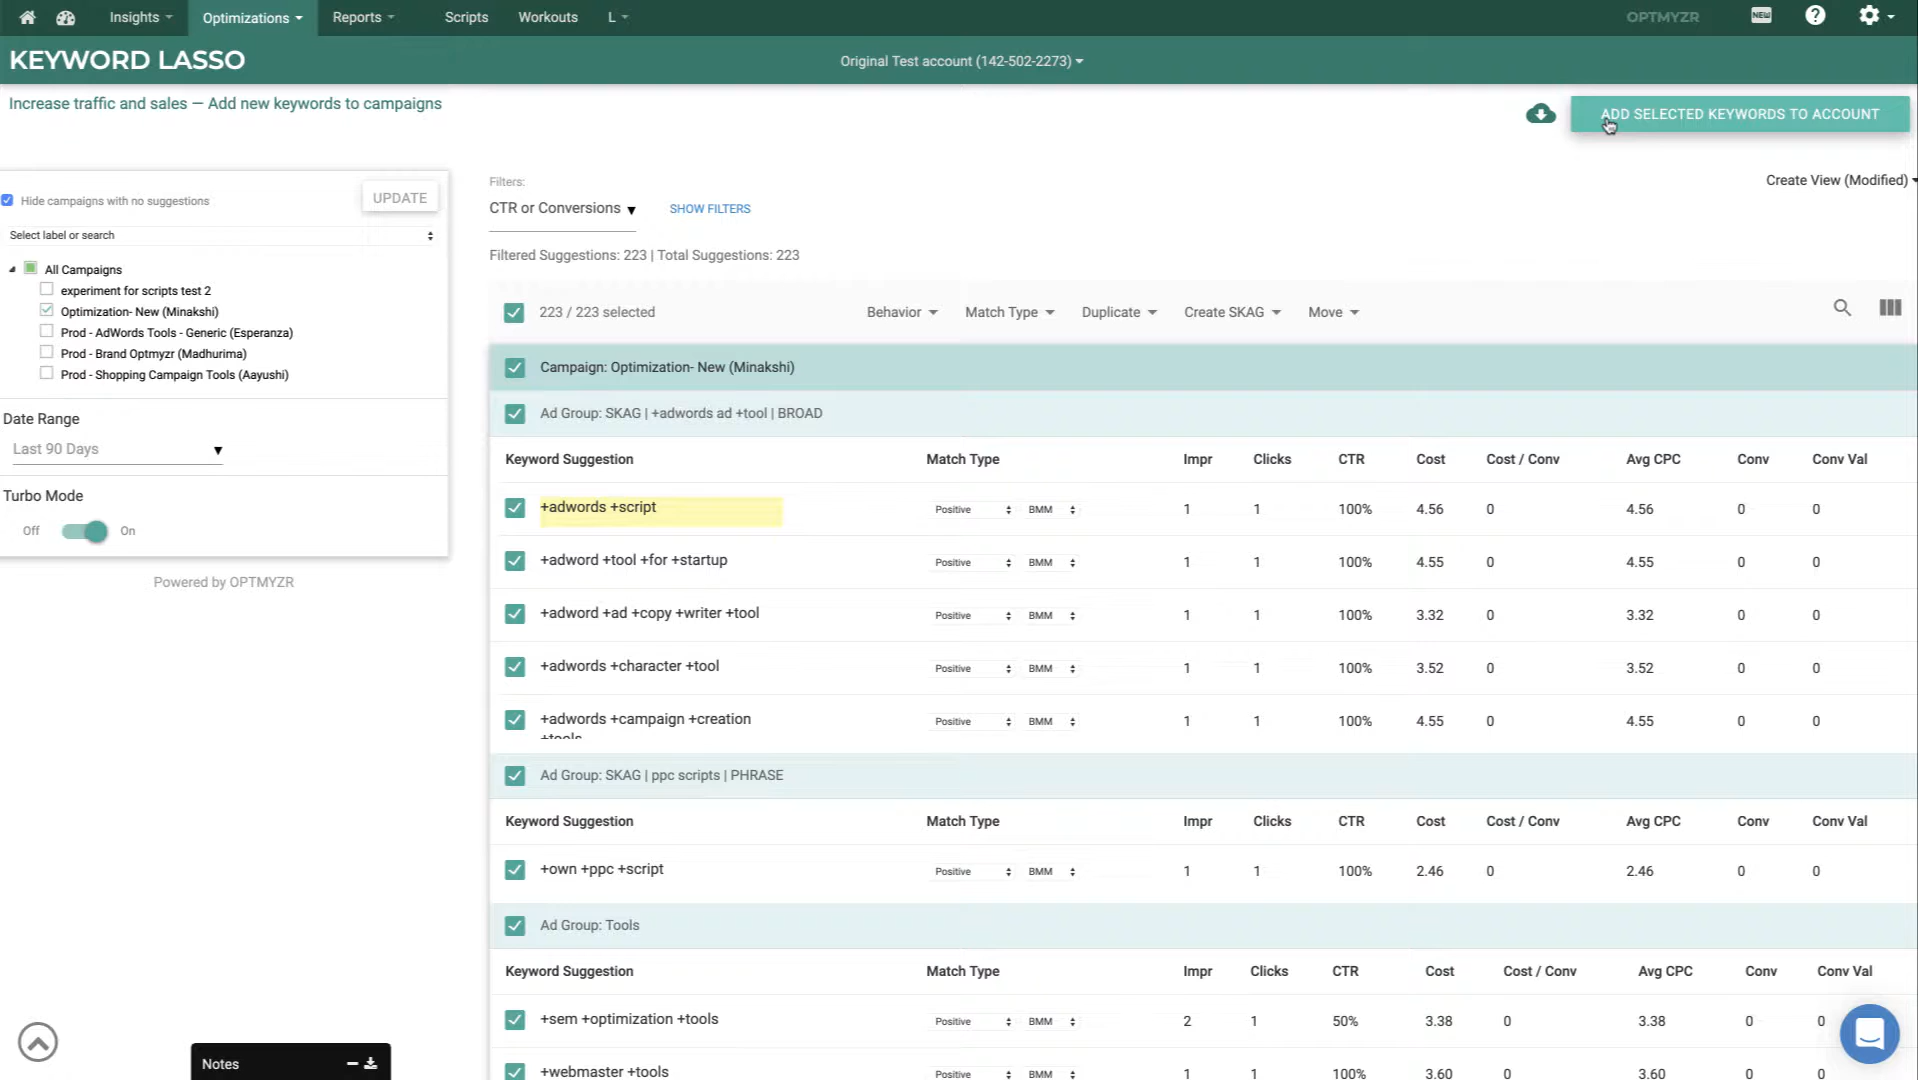 Insights
Optimizations
Reports
Scripts
Workouts
L
OPTMYZR
NEW
?
KEYWORD LASSO
Original Test account (142-502-2273)
Increase traffic and sales — Add new keywords to campaigns
ADD SELECTED KEYWORDS TO ACCOUNT
Hide campaigns with no suggestions
UPDATE
Select label or search
All Campaigns
experiment for scripts test 2
Optimization- New (Minakshi)
Prod - AdWords Tools - Generic (Esperanza)
Prod - Brand Optmyzr (Madhurima)
Prod - Shopping Campaign Tools (Aayushi)
Date Range
Last 90 Days
Turbo Mode
Off On
Powered by OPTMYZR
Filters:
CTR or Conversions
SHOW FILTERS
Create View (Modified)
Filtered Suggestions: 223 | Total Suggestions: 223
223 / 223 selected
Behavior
Match Type
Duplicate
Create SKAG
Move
Campaign: Optimization- New (Minakshi)
Ad Group: SKAG | +adwords ad +tool | BROAD
Keyword Suggestion Match Type Impr Clicks CTR Cost Cost / Conv Avg CPC Conv Conv Val
+adwords +script Positive BMM 1 1 100% 4.56 0 4.56 0 0
+adword +tool +for +startup Positive BMM 1 1 100% 4.55 0 4.55 0 0
+adword +ad +copy +writer +tool Positive BMM 1 1 100% 3.32 0 3.32 0 0
+adwords +character +tool Positive BMM 1 1 100% 3.52 0 3.52 0 0
+adwords +campaign +creation Positive BMM 1 1 100% 4.55 0 4.55 0 0
+tools
Ad Group: SKAG | ppc scripts | PHRASE
Keyword Suggestion Match Type Impr Clicks CTR Cost Cost / Conv Avg CPC Conv Conv Val
+own +ppc +script Positive BMM 1 1 100% 2.46 0 2.46 0 0
Ad Group: Tools
Keyword Suggestion Match Type Impr Clicks CTR Cost Cost / Conv Avg CPC Conv Conv Val
+sem +optimization +tools Positive BMM 2 1 50% 3.38 0 3.38 0 0
+webmaster +tools Positive BMM 1 1 100% 3.60 0 3.60 0 0
Notes